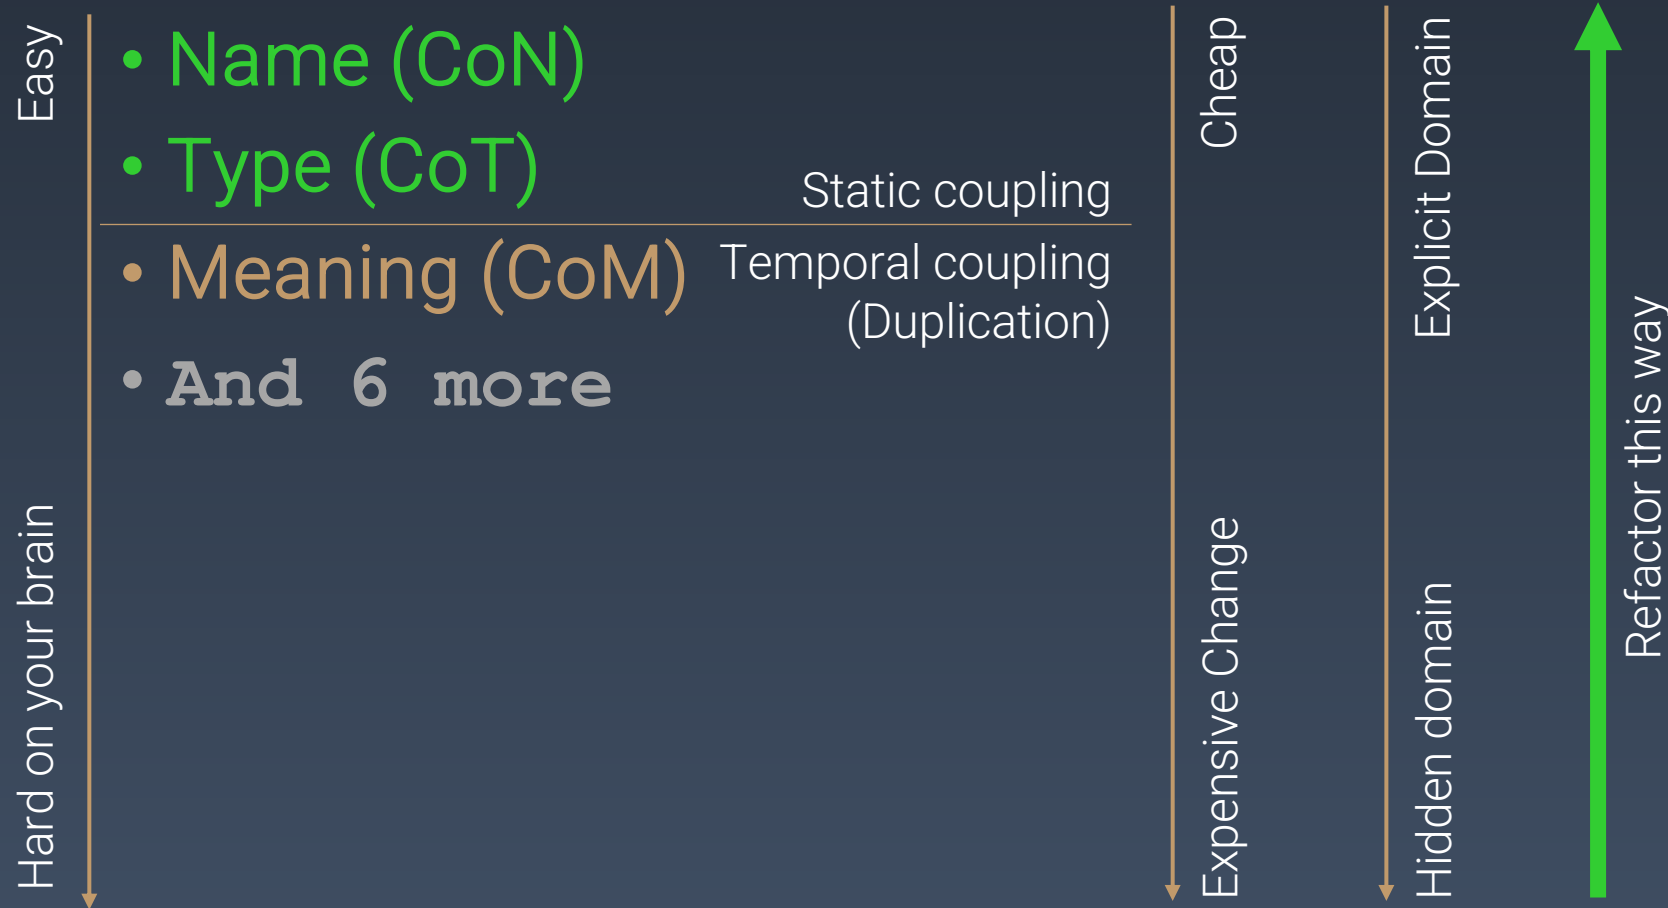 Easy
Hard on your brain
• Name (CoN)
• Type (CoT)
Static coupling
• Meaning (CoM)
Temporal coupling
(Duplication)
• And 6 more
Cheap
Expensive Change
Explicit Domain
Hidden domain
Refactor this way